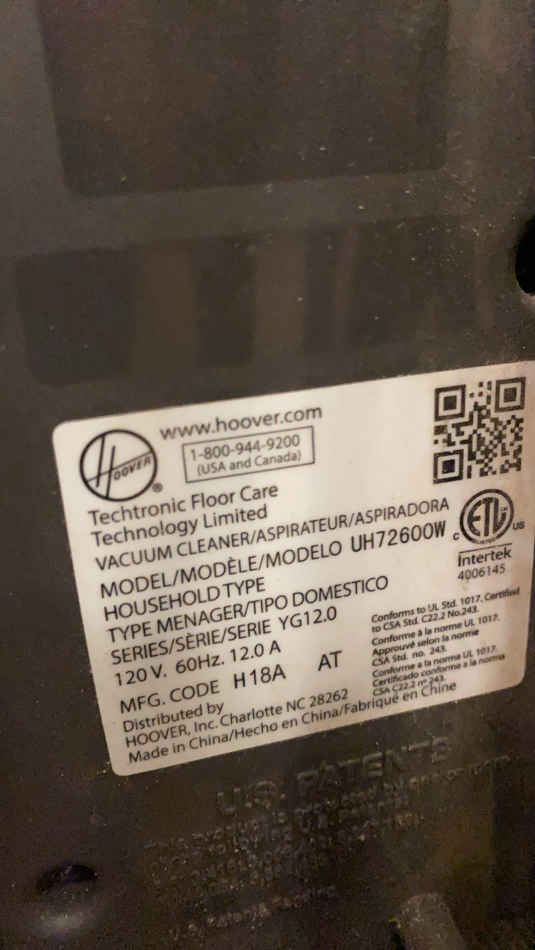 HOOVER
®
www.hoover.com
1-800-944-9200
(USA and Canada)
Techtronic Floor Care
Technology Limited
VACUUM CLEANER/ASPIRATEUR/ASPIRADORA
MODEL/MODÈLE/MODELO UH72600W
HOUSEHOLD TYPE
TYPE MENAGER/TIPO DOMESTICO
SERIES/SÈRIE/SERIE YG12.0
120 V. 60Hz. 12.0 A
MFG. CODE H18A AT
Distributed by
HOOVER, Inc. Charlotte NC 28262
Made in China/Hecho en China/Fabriqué en Chine
C ETL US
Intertek
4006145
Conforms to UL Std. 1017, Certified
to CSA Std. C22.2 No.243.
Conforme à la norme UL 1017.
Approuvé selon la norme
CSA Std. no. 243.
Conforme a la norma UL 1017.
Certificado conforme a la norma
CSA C22.2 nº 243.
U.S. PATENTS